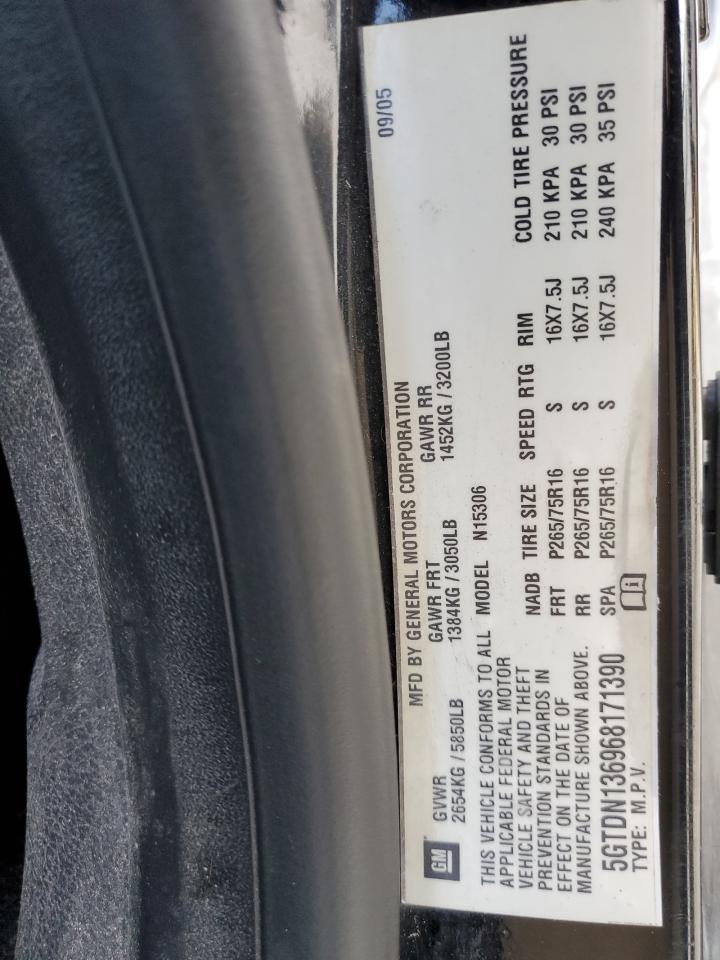 MFD BY GENERAL MOTORS CORPORATION 09/05
GM
GVWR GAWR FRT GAWR RR
2654KG / 5850LB 1384KG / 3050LB 1452KG / 3200LB
THIS VEHICLE CONFORMS TO ALL
APPLICABLE FEDERAL MOTOR
VEHICLE SAFETY AND THEFT
PREVENTION STANDARDS IN
EFFECT ON THE DATE OF
MANUFACTURE SHOWN ABOVE.
5GTDN136968171390
TYPE: M.P.V.
MODEL N15306
NADB TIRE SIZE SPEED RTG RIM COLD TIRE PRESSURE
FRT P265/75R16 S 16X7.5J 210 KPA 30 PSI
RR P265/75R16 S 16X7.5J 210 KPA 30 PSI
SPA P265/75R16 S 16X7.5J 240 KPA 35 PSI
i